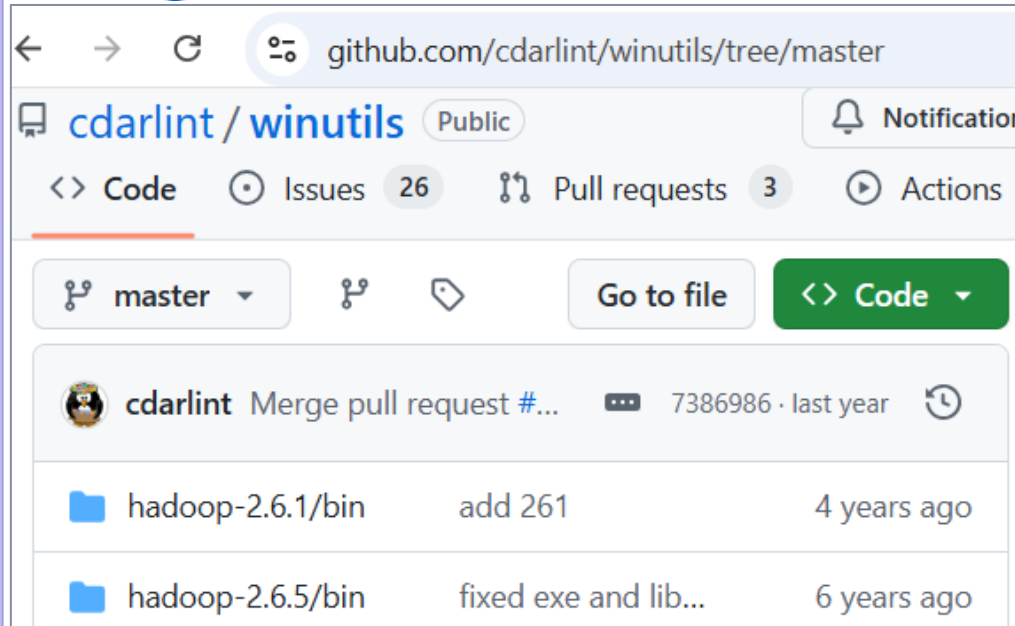 github.com/cdarlint/winutils/tree/master
cdarlint / winutils Public Notification
Code Issues 26 Pull requests 3 Actions
master Go to file Code
cdarlint Merge pull request #... 7386986 · last year
hadoop-2.6.1/bin add 261 4 years ago
hadoop-2.6.5/bin fixed exe and lib... 6 years ago